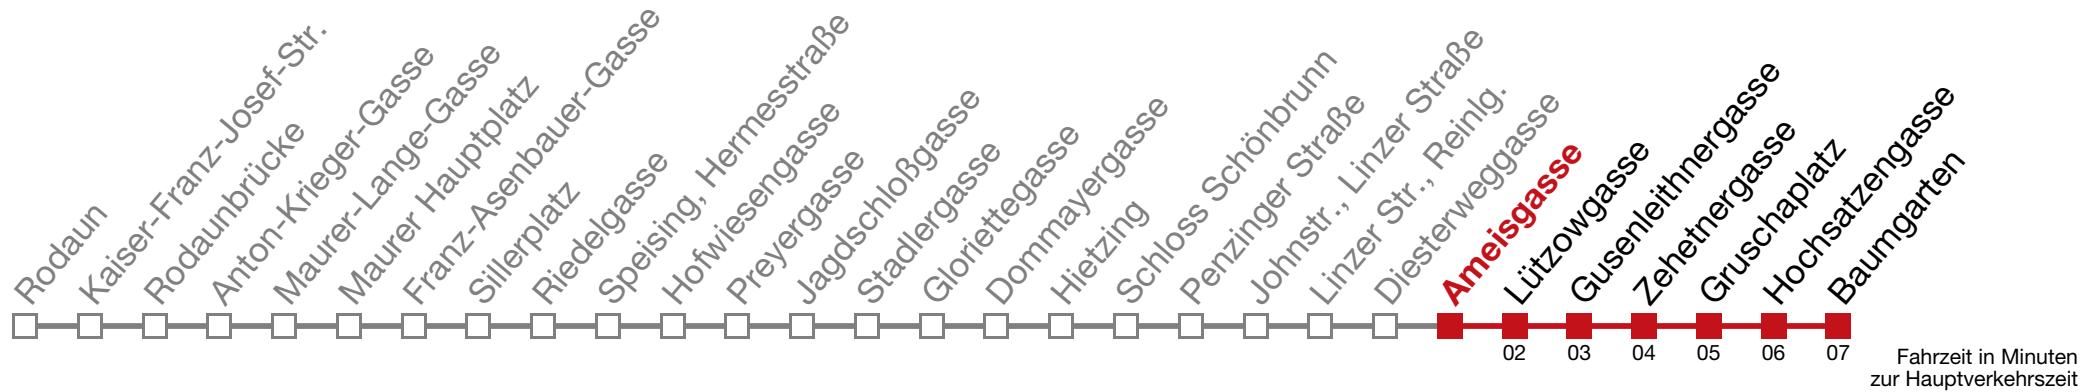 Rodaun
Kaiser-Franz-Josef-Str.
Rodaunbrücke
Anton-Krieger-Gasse
Maurer-Lange-Gasse
Maurer Hauptplatz
Franz-Asenbauer-Gasse
Sillerplatz
Riedelgasse
Speising, Hermesstraße
Hofwiesengasse
Preyergasse
Jagdschloßgasse
Stadlergasse
Gloriettegasse
Dommayergasse
Hietzing
Schloss Schönbrunn
Penzinger Straße
Johnstr., Linzer Straße
Linzer Str., Reinlg.
Diesterweggasse
Ameisgasse
Lützowgasse
Gusenleithnergasse
Zehetnergasse
Gruschaplatz
Hochsatzengasse
Baumgarten
02 03 04 05 06 07
Fahrzeit in Minuten
zur Hauptverkehrszeit